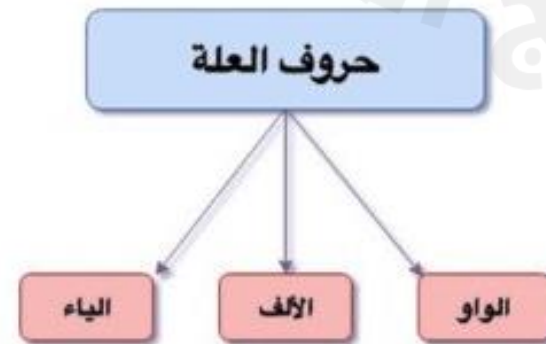 حروف العلة
الواو
الألف
الياء